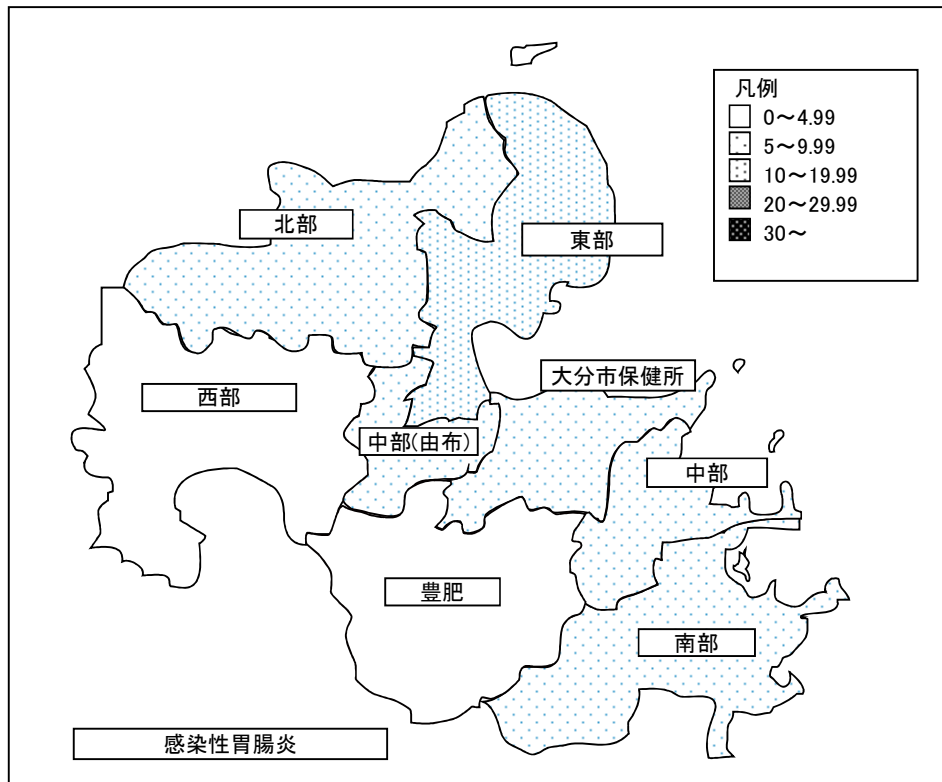 凡例
0～4.99
5～9.99
10～19.99
20～29.99
30～
北部
東部
西部
大分市保健所
中部(由布)
中部
豊肥
南部
感染性胃腸炎